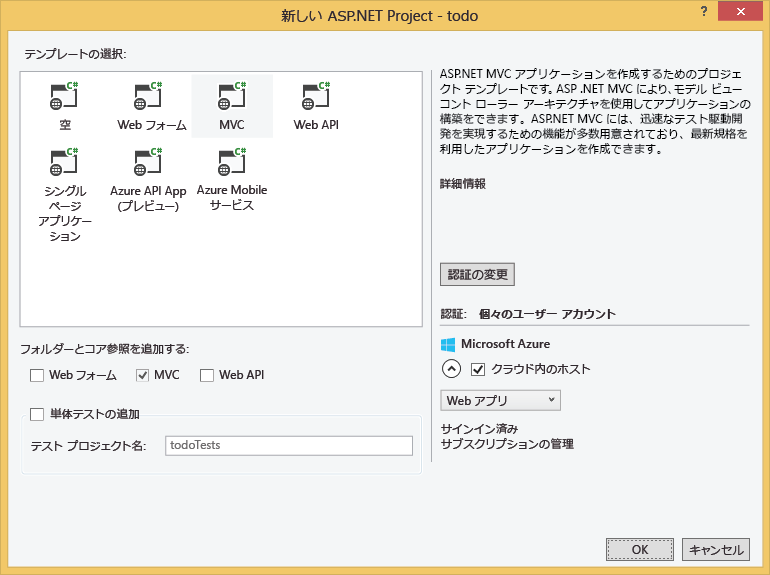 新しい ASP.NET Project - todo
?
テンプレートの選択:
C#
空
C#
Web フォーム
C#
MVC
C#
Web API
C#
シングル
ページ
アプリケー
ション
C#
Azure API App
(プレビュー)
C#
Azure Mobile
サービス
フォルダーとコア参照を追加する:
Web フォーム
MVC
Web API
単体テストの追加
テスト プロジェクト名:
todoTests
ASP.NET MVC アプリケーションを作成するためのプロジェ
クト テンプレートです。ASP .NET MVC により、モデル ビュー
コント ローラー アーキテクチャを使用してアプリケーションの
構築をできます。ASP.NET MVC には、迅速なテスト駆動開
発を実現するための機能が多数用意されており、最新規格を
利用したアプリケーションを作成できます。
詳細情報
認証の変更
認証: 個々のユーザー アカウント
Microsoft Azure
クラウド内のホスト
Web アプリ
サインイン済み
サブスクリプションの管理
OK
キャンセル